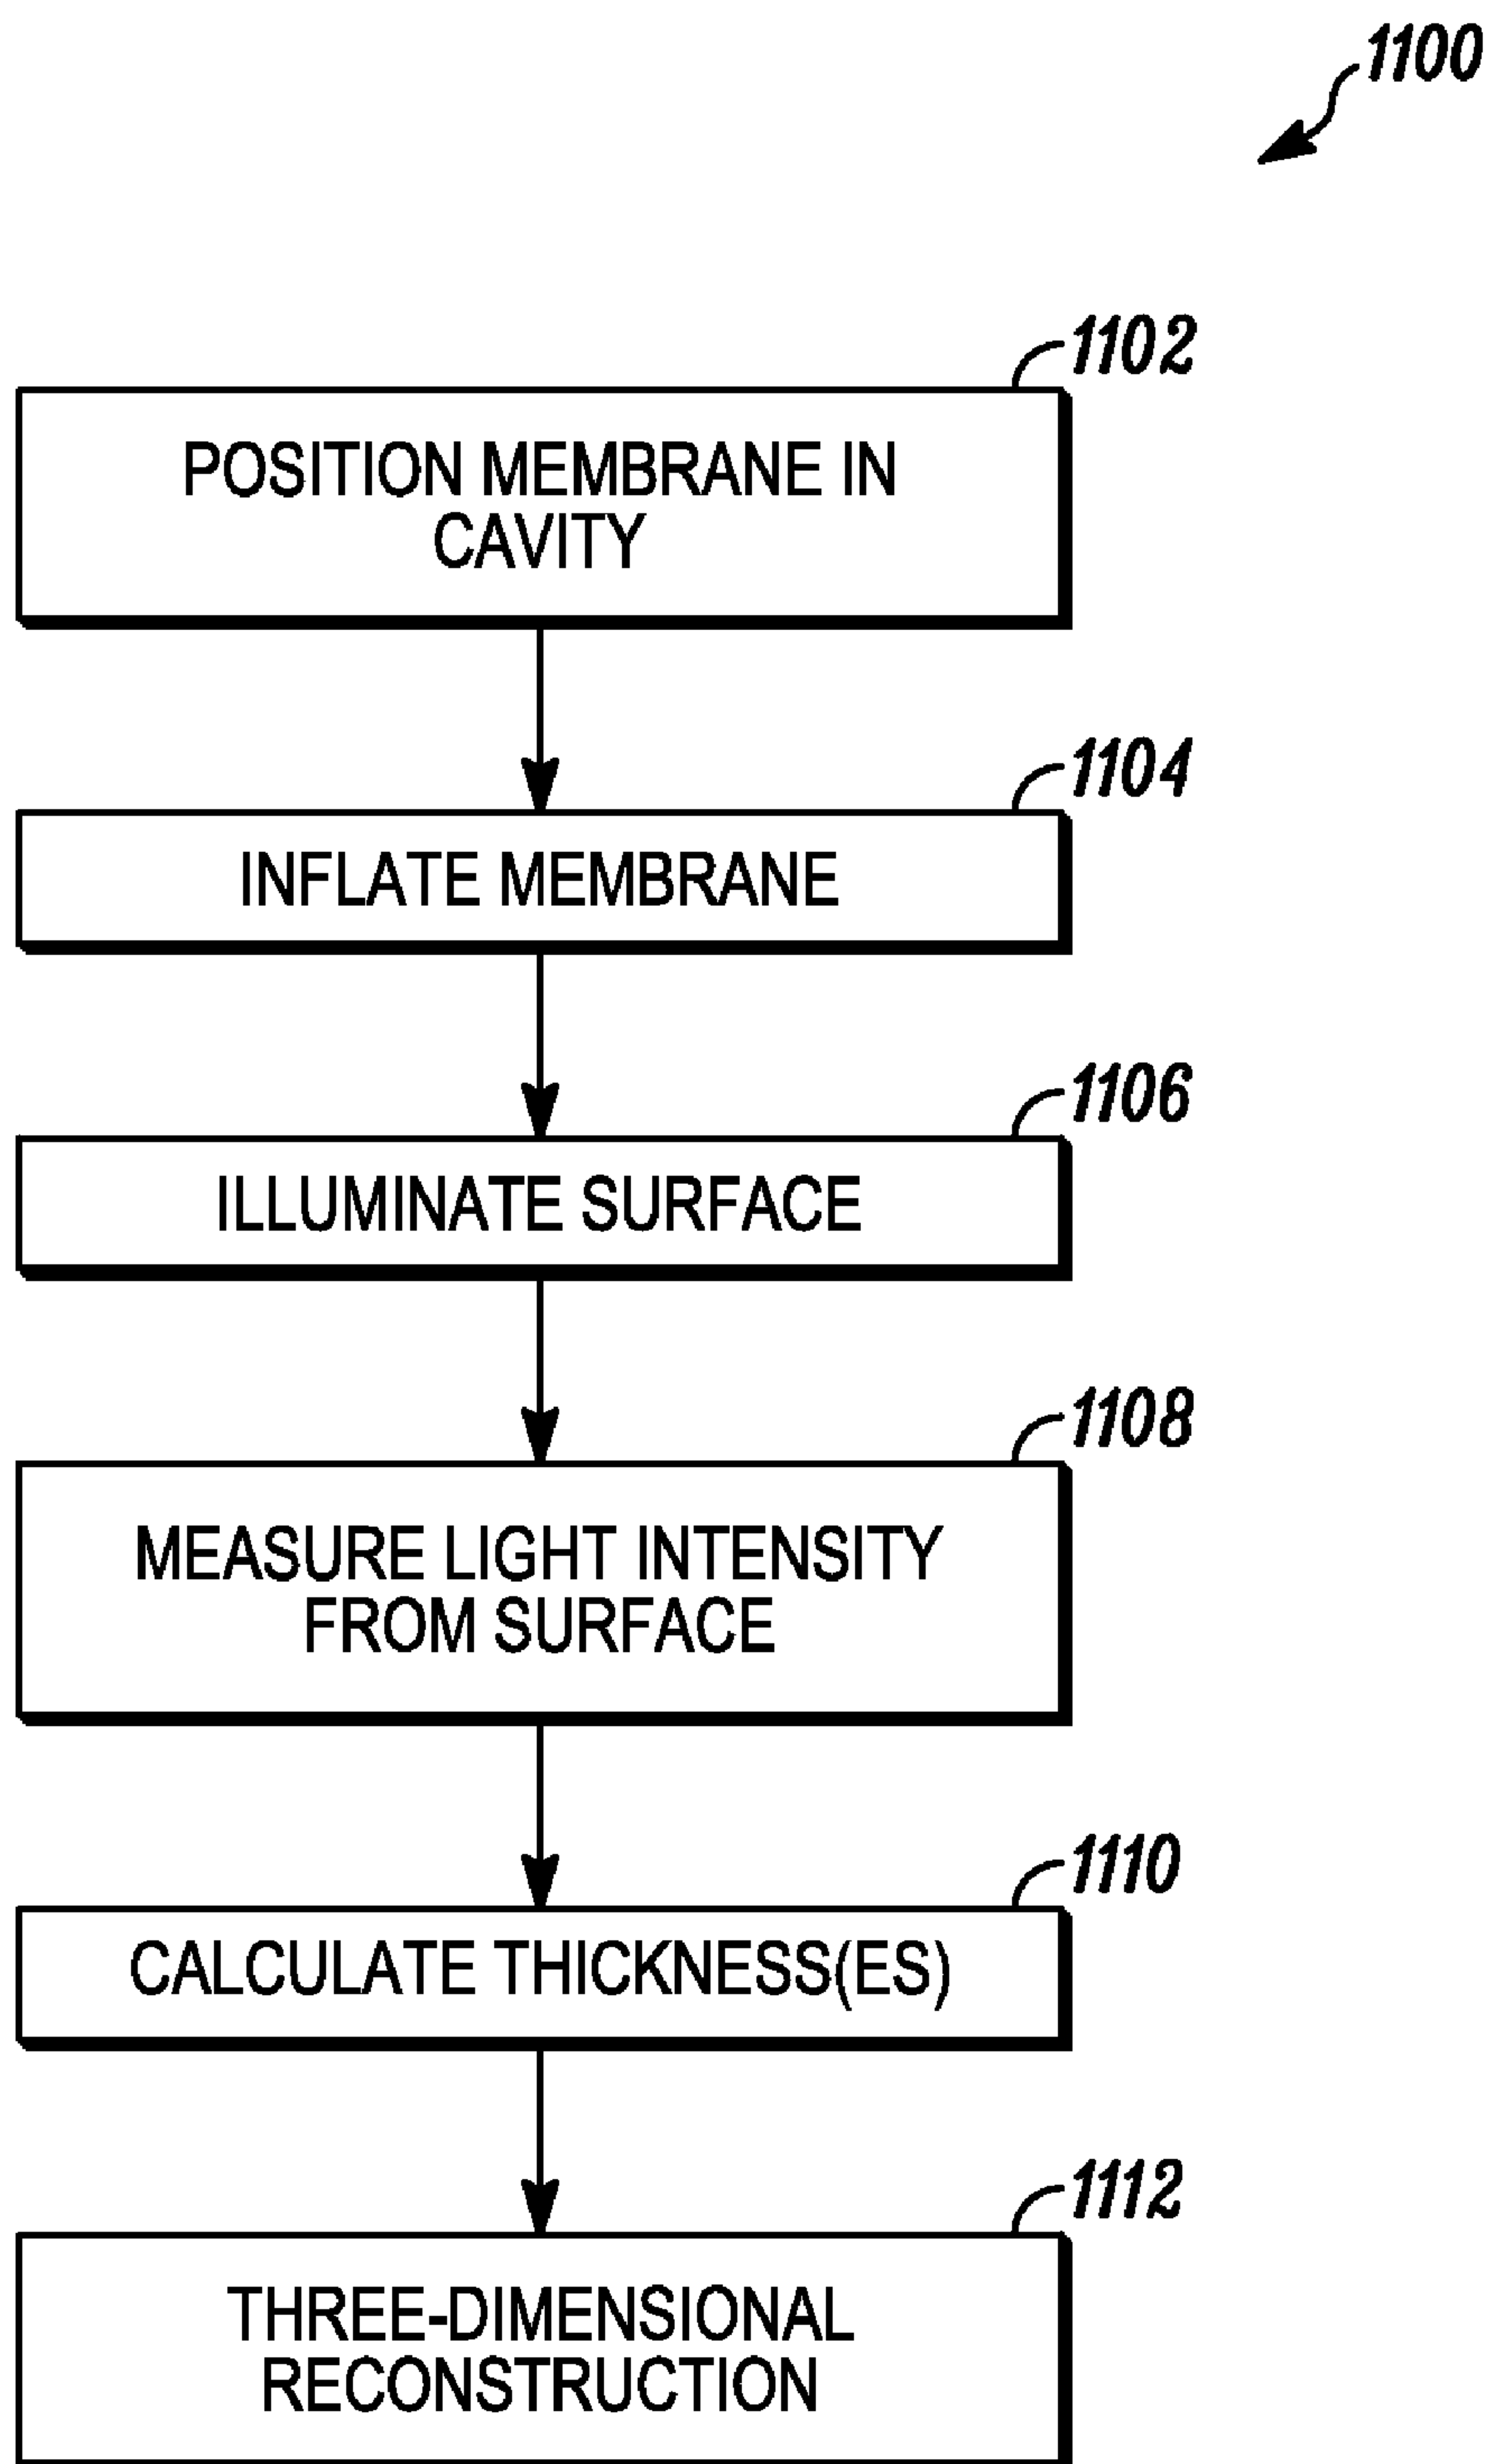 1100
1102
POSITION MEMBRANE IN
CAVITY
1104
INFLATE MEMBRANE
1106
ILLUMINATE SURFACE
1108
MEASURE LIGHT INTENSITY
FROM SURFACE
1110
CALCULATE THICKNESS(ES)
1112
THREE-DIMENSIONAL
RECONSTRUCTION